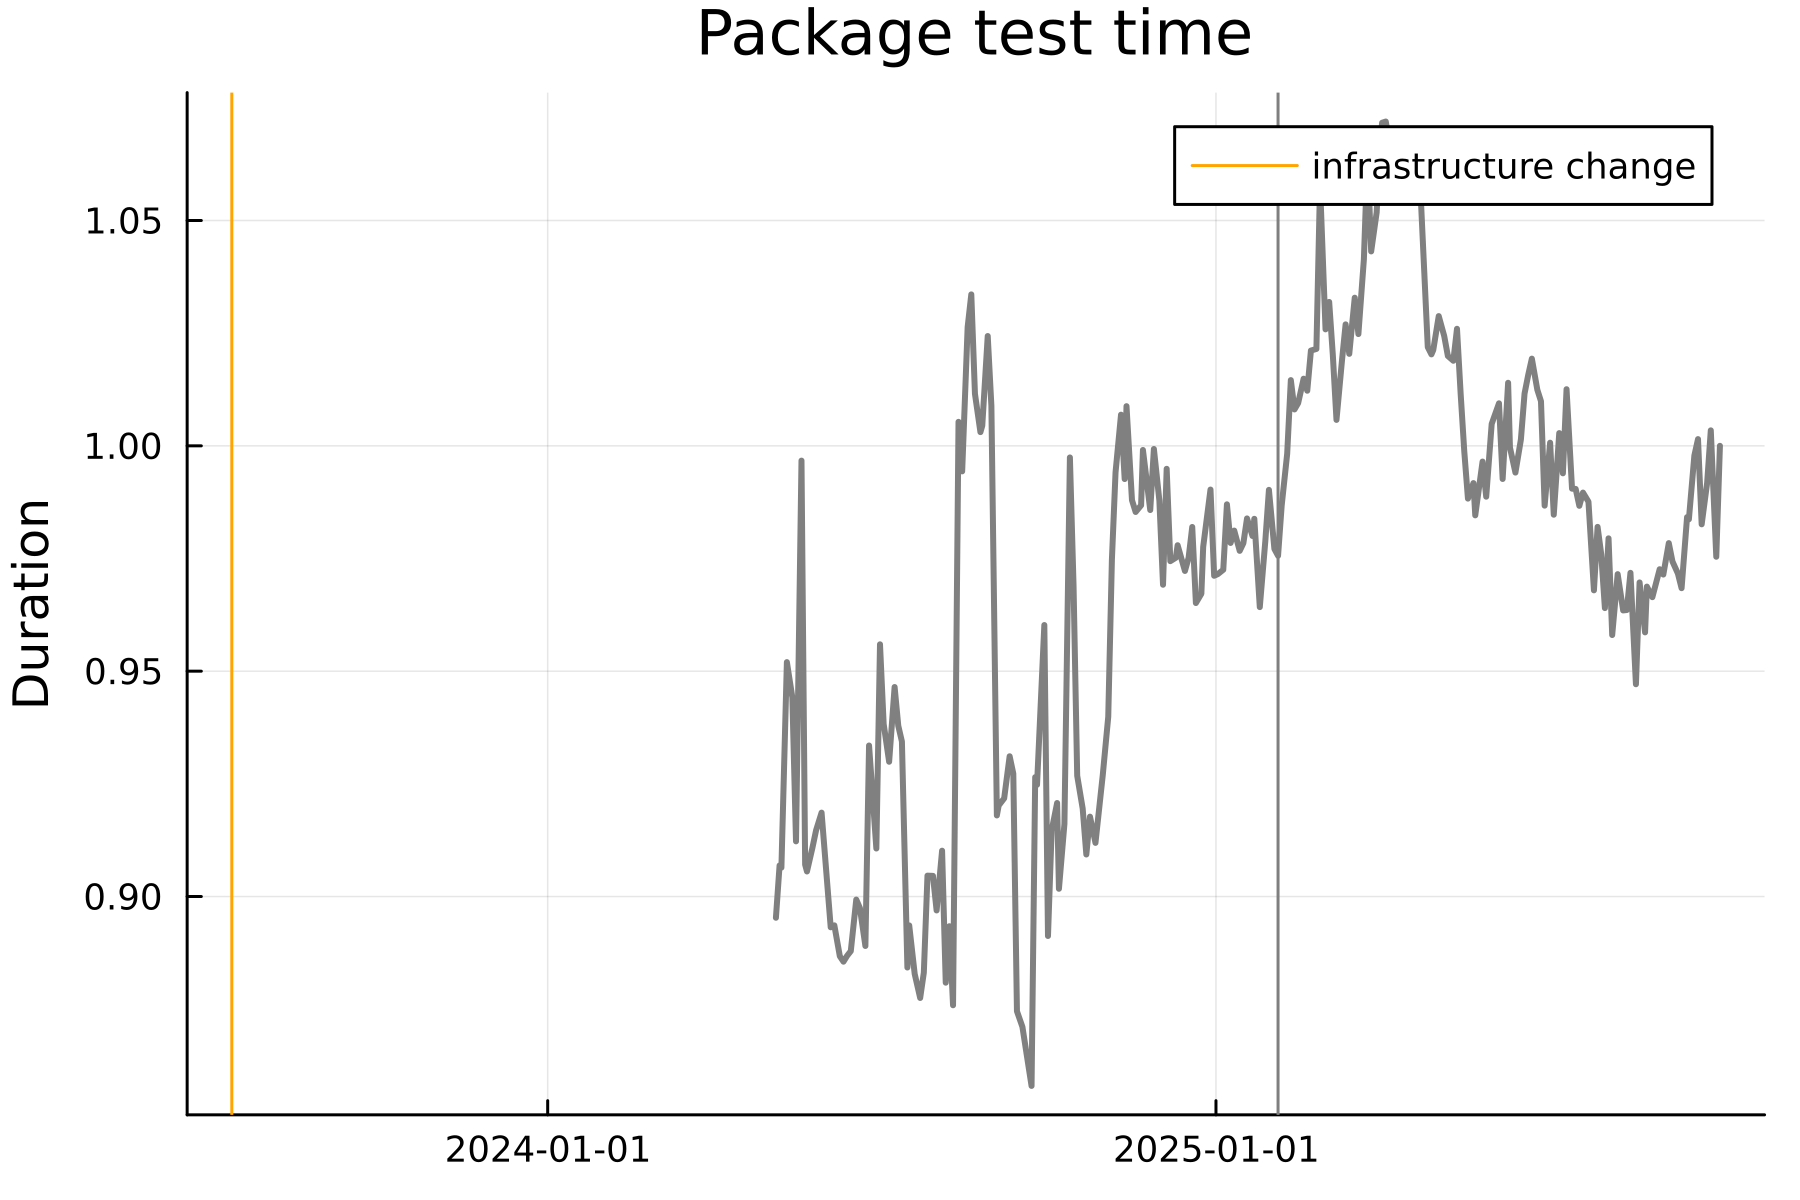 Package test time
infrastructure change
1.05
1.00
0.95
0.90
Duration
2024-01-01
2025-01-01